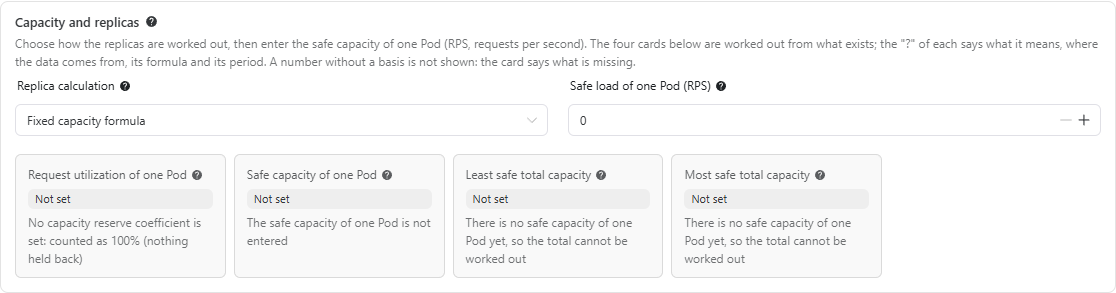 Capacity and replicas
Choose how the replicas are worked out, then enter the safe capacity of one Pod (RPS, requests per second). The four cards below are worked out from what exists; the "?" of each says what it means, where
the data comes from, its formula and its period. A number without a basis is not shown: the card says what is missing.
Replica calculation
Safe load of one Pod (RPS)
Fixed capacity formula
0
Request utilization of one Pod
Not set
No capacity reserve coefficient is
set: counted as 100% (nothing
held back)
Safe capacity of one Pod
Not set
The safe capacity of one Pod is not
entered
Least safe total capacity
Not set
There is no safe capacity of one
Pod yet, so the total cannot be
worked out
Most safe total capacity
Not set
There is no safe capacity of one
Pod yet, so the total cannot be
worked out